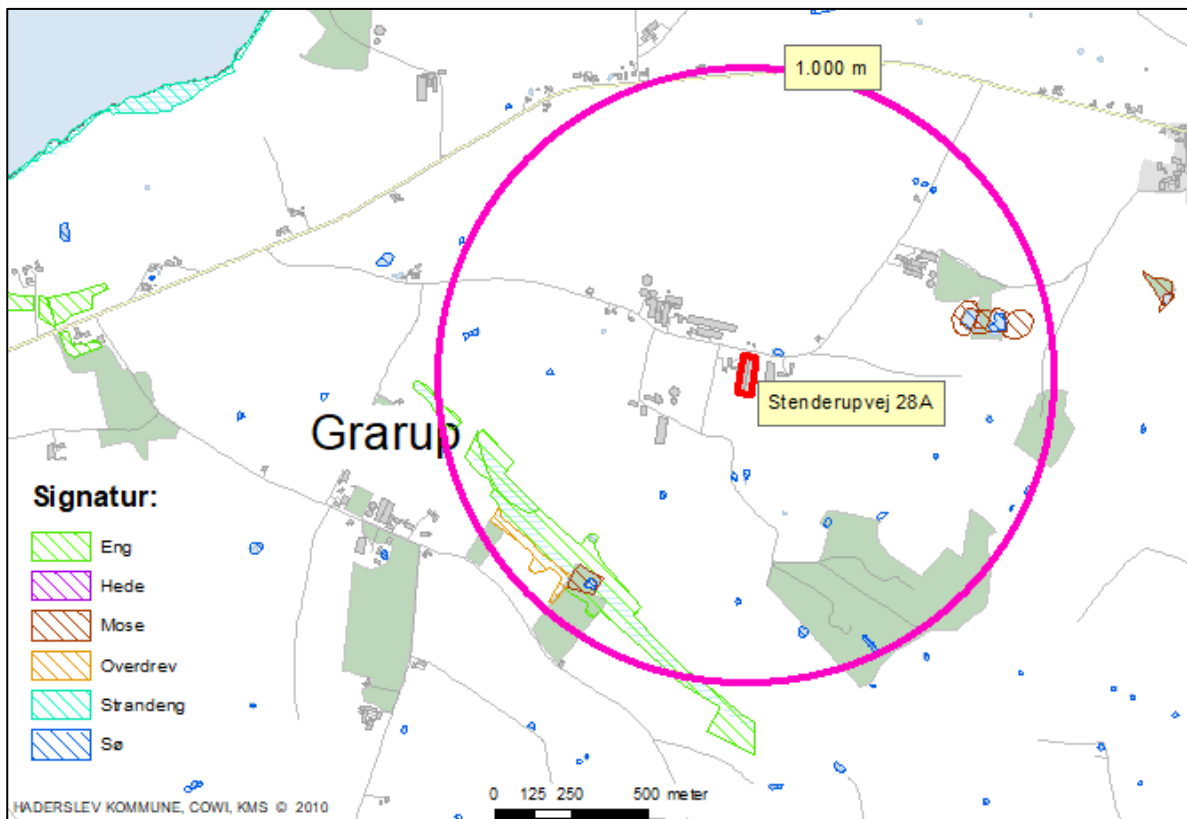 1.000 m
Stenderupvej 28A
Grarup
Signatur:
Eng
Hede
Mose
Overdrev
Strandeng
Sø
0 125 250 500 meter
HADERSLEV KOMMUNE, COWI, KMS © 2010